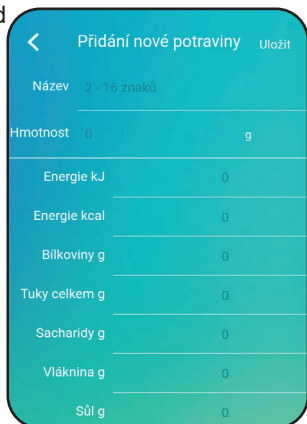 d
Přidání nové potraviny Uložit
Název 2 - 16 znaků
Hmotnost 0 g
Energie kJ 0
Energie kcal 0
Bílkoviny g 0
Tuky celkem g 0
Sacharidy g 0
Vláknina g 0
Sůl g 0